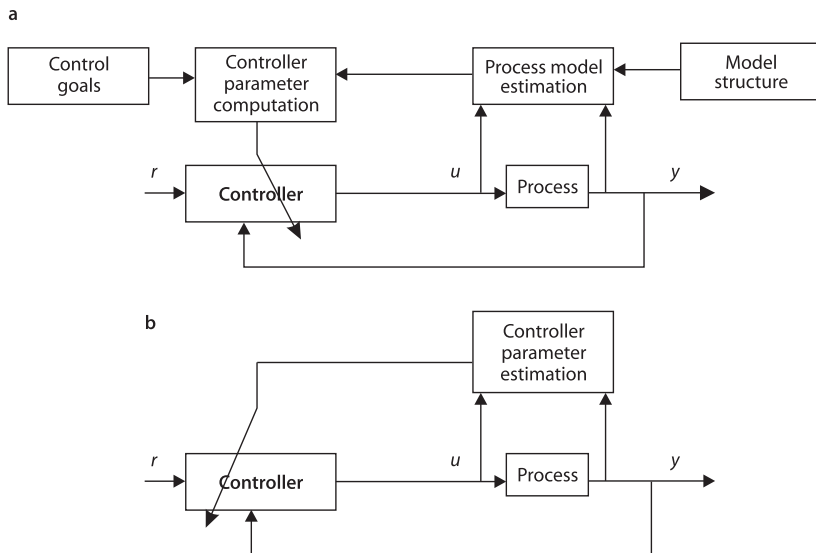 a
Control
goals
Controller
parameter
computation
Process model
estimation
Model
structure
r
Controller
u
Process
y
b
Controller
parameter
estimation
r
Controller
u
Process
y